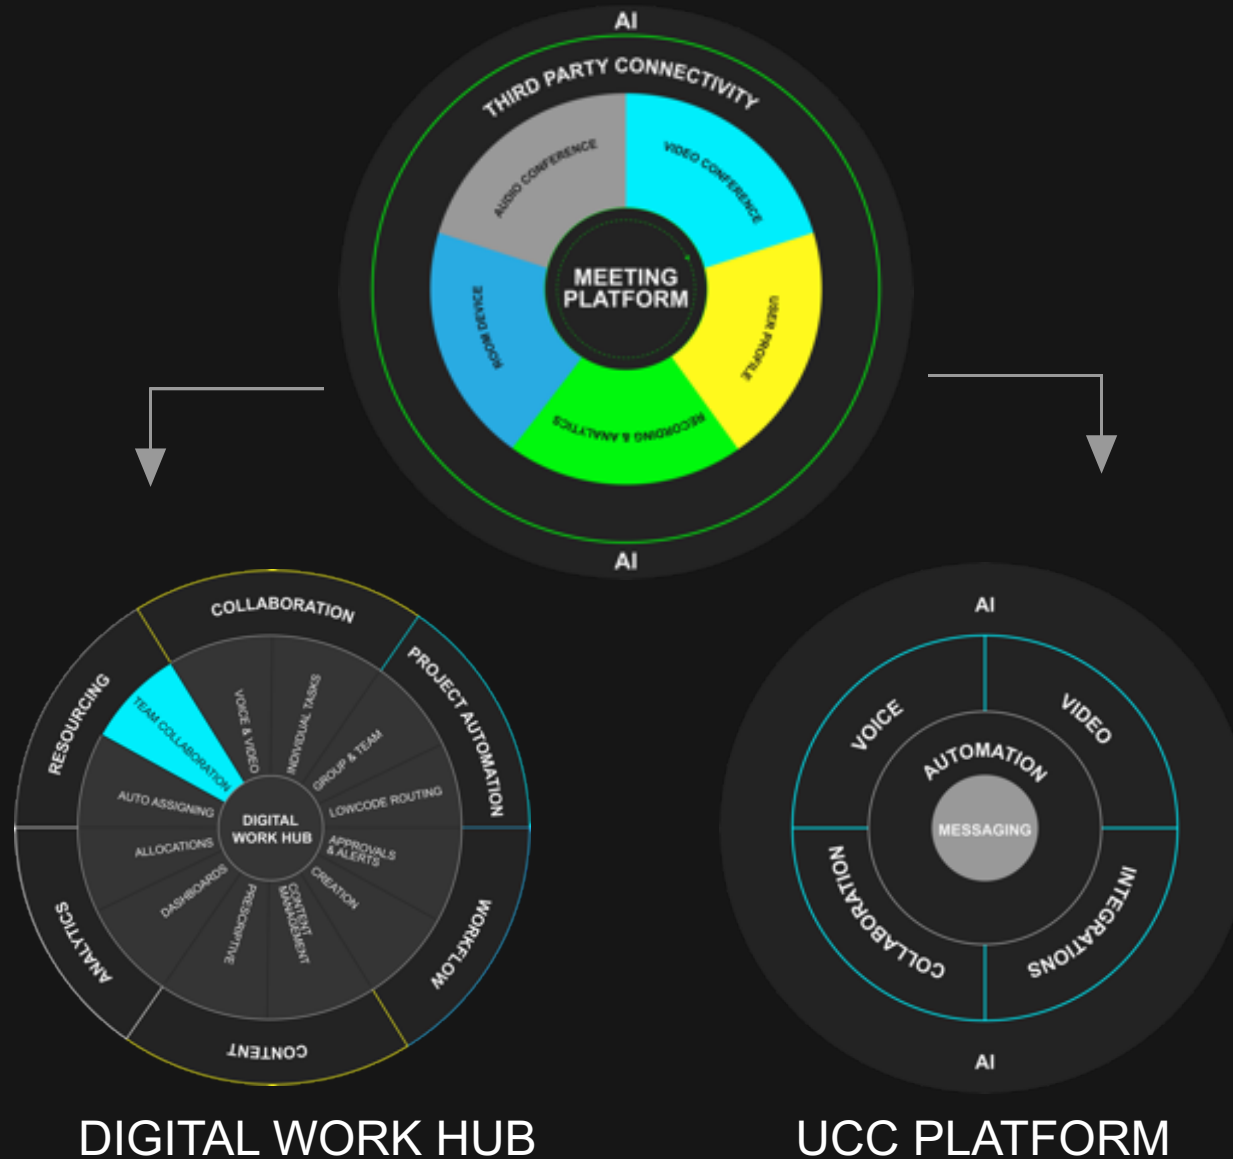 AI
THIRD PARTY CONNECTIVITY
AUDIO CONFERENCE
VIDEO CONFERENCE
USER PROFILE
RECORDING & ANALYTICS
ROOM DEVICE
MEETING
PLATFORM
AI
COLLABORATION
PROJECT AUTOMATION
WORKFLOW
CONTENT
ANALYTICS
RESOURCING
TEAM COLLABORATION
VOICE & VIDEO
INDIVIDUAL TASKS
GROUP & TEAM
LOWCODE ROUTING
APPROVALS
& ALERTS
CREATION
CONTENT
MANAGEMENT
PRESCRIPTIVE
DASHBOARDS
ALLOCATIONS
AUTO ASSIGNING
DIGITAL
WORK HUB
AI
VOICE
VIDEO
INTEGRATIONS
COLLABORATION
AUTOMATION
MESSAGING
AI
DIGITAL WORK HUB
UCC PLATFORM